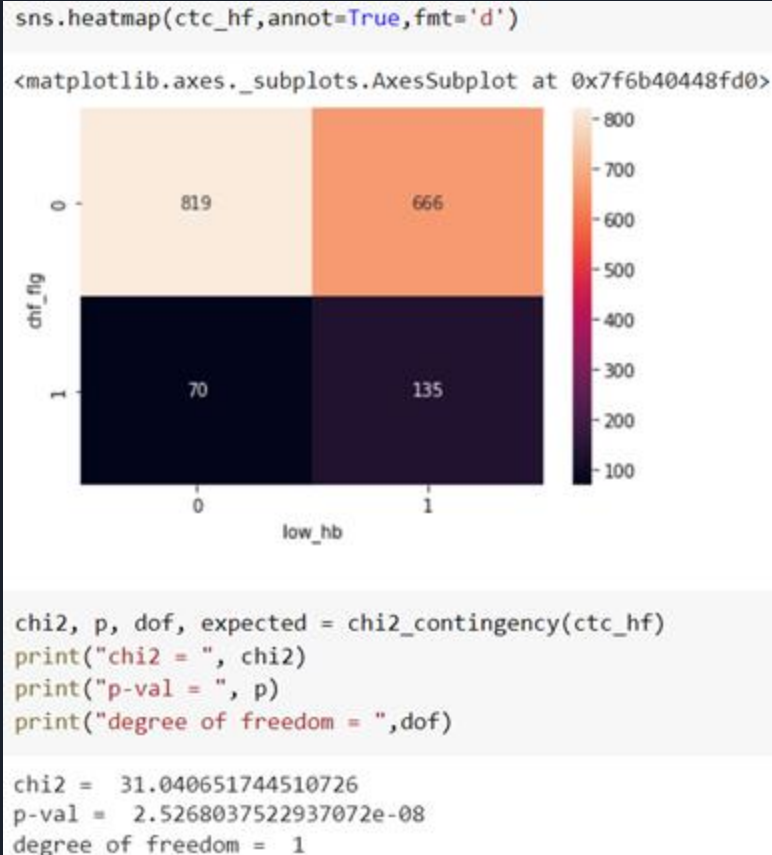 sns.heatmap(ctc_hf,annot=True,fmt='d')
<matplotlib.axes._subplots.AxesSubplot at 0x7f6b40448fd0>
800
700
600
500
400
300
200
100
0
819
666
chf_flg
1
70
135
0
1
low_hb
chi2, p, dof, expected = chi2_contingency(ctc_hf)
print("chi2 = ", chi2)
print("p-val = ", p)
print("degree of freedom = ",dof)
chi2 =  31.040651744510726
p-val =  2.5268037522937072e-08
degree of freedom =  1